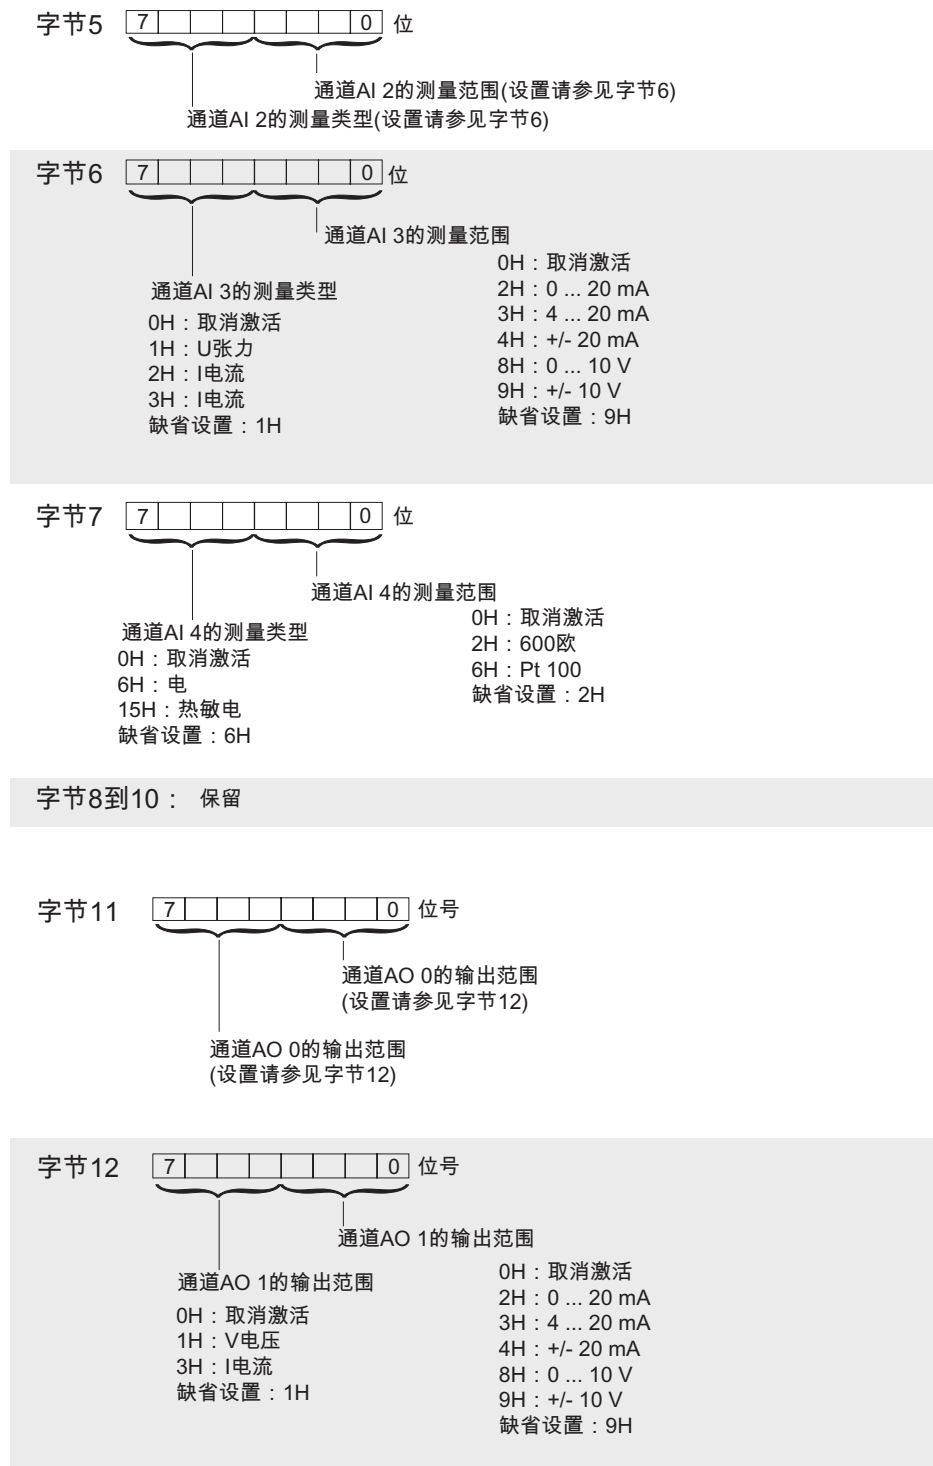 字节5 7 0 位
通道AI 2的测量范围(设置请参见字节6)
通道AI 2的测量类型(设置请参见字节6)
字节6 7 0 位
通道AI 3的测量范围
0H：取消激活
2H：0 ... 20 mA
3H：4 ... 20 mA
4H：+/- 20 mA
8H：0 ... 10 V
9H：+/- 10 V
缺省设置：9H
通道AI 3的测量类型
0H：取消激活
1H：U张力
2H：I电流
3H：I电流
缺省设置：1H
字节7 7 0 位
通道AI 4的测量范围
0H：取消激活
2H：600欧
6H：Pt 100
缺省设置：2H
通道AI 4的测量类型
0H：取消激活
6H：电
15H：热敏电
缺省设置：6H
字节8到10： 保留
字节11 7 0 位号
通道AO 0的输出范围
(设置请参见字节12)
通道AO 0的输出范围
(设置请参见字节12)
字节12 7 0 位号
通道AO 1的输出范围
0H：取消激活
2H：0 ... 20 mA
3H：4 ... 20 mA
4H：+/- 20 mA
8H：0 ... 10 V
9H：+/- 10 V
缺省设置：9H
通道AO 1的输出范围
0H：取消激活
1H：V电压
3H：I电流
缺省设置：1H